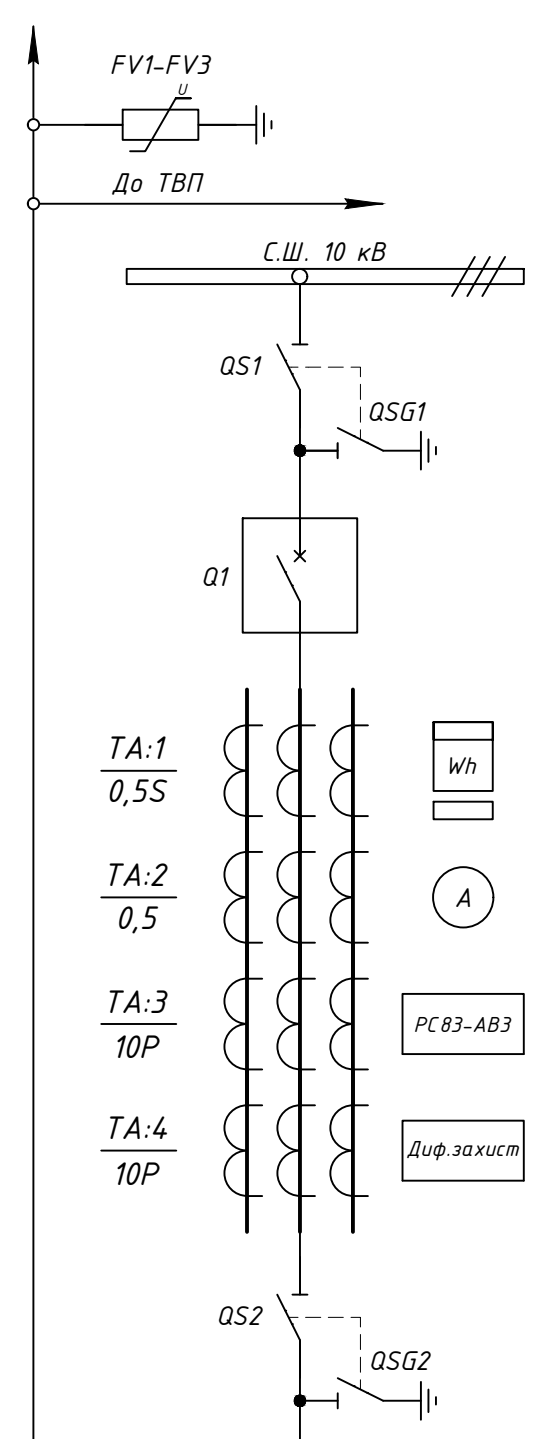 FV1-FV3
U
До ТВП
С.Ш. 10 кВ
QS1
QSG1
Q1
TA:1
0,5S
Wh
TA:2
0,5
A
TA:3
10P
РС83-АВ3
TA:4
10P
Диф.захист
QS2
QSG2